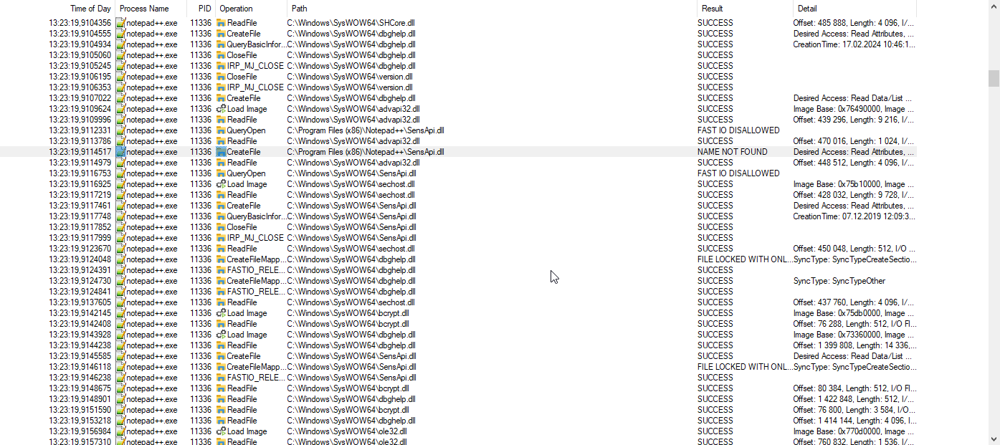 Time of Day Process Name PID Operation Path Result Detail
13:23:19,9104356 notepad++.exe 11336 ReadFile C:\Windows\SysWOW64\SHCore.dll SUCCESS Offset: 485 888, Length: 4 096, I/...
13:23:19,9104555 notepad++.exe 11336 CreateFile C:\Windows\SysWOW64\dbghelp.dll SUCCESS Desired Access: Read Attributes, ...
13:23:19,9104934 notepad++.exe 11336 QueryBasicInfor... C:\Windows\SysWOW64\dbghelp.dll SUCCESS CreationTime: 17.02.2024 10:46:1...
13:23:19,9105060 notepad++.exe 11336 CloseFile C:\Windows\SysWOW64\dbghelp.dll SUCCESS
13:23:19,9105245 notepad++.exe 11336 IRP_MJ_CLOSE C:\Windows\SysWOW64\dbghelp.dll SUCCESS
13:23:19,9106195 notepad++.exe 11336 CloseFile C:\Windows\SysWOW64\version.dll SUCCESS
13:23:19,9106353 notepad++.exe 11336 IRP_MJ_CLOSE C:\Windows\SysWOW64\version.dll SUCCESS
13:23:19,9107022 notepad++.exe 11336 CreateFile C:\Windows\SysWOW64\dbghelp.dll SUCCESS Desired Access: Read Data/List ...
13:23:19,9109624 notepad++.exe 11336 Load Image C:\Windows\SysWOW64\advapi32.dll SUCCESS Image Base: 0x76490000, Image ...
13:23:19,9109996 notepad++.exe 11336 ReadFile C:\Windows\SysWOW64\advapi32.dll SUCCESS Offset: 439 296, Length: 9 216, I/...
13:23:19,9112331 notepad++.exe 11336 QueryOpen C:\Program Files (x86)\Notepad++\SensApi.dll FAST IO DISALLOWED
13:23:19,9113786 notepad++.exe 11336 ReadFile C:\Windows\SysWOW64\advapi32.dll SUCCESS Offset: 470 016, Length: 1 024, I/...
13:23:19,9114517 notepad++.exe 11336 CreateFile C:\Program Files (x86)\Notepad++\SensApi.dll NAME NOT FOUND Desired Access: Read Attributes, ...
13:23:19,9114979 notepad++.exe 11336 ReadFile C:\Windows\SysWOW64\advapi32.dll SUCCESS Offset: 448 512, Length: 4 096, I/...
13:23:19,9116753 notepad++.exe 11336 QueryOpen C:\Windows\SysWOW64\SensApi.dll FAST IO DISALLOWED
13:23:19,9116925 notepad++.exe 11336 Load Image C:\Windows\SysWOW64\sechost.dll SUCCESS Image Base: 0x75b10000, Image ...
13:23:19,9117219 notepad++.exe 11336 ReadFile C:\Windows\SysWOW64\sechost.dll SUCCESS Offset: 428 032, Length: 9 728, I/...
13:23:19,9117461 notepad++.exe 11336 CreateFile C:\Windows\SysWOW64\SensApi.dll SUCCESS Desired Access: Read Attributes, ...
13:23:19,9117748 notepad++.exe 11336 QueryBasicInfor... C:\Windows\SysWOW64\SensApi.dll SUCCESS CreationTime: 07.12.2019 12:09:3...
13:23:19,9117852 notepad++.exe 11336 CloseFile C:\Windows\SysWOW64\SensApi.dll SUCCESS
13:23:19,9117999 notepad++.exe 11336 IRP_MJ_CLOSE C:\Windows\SysWOW64\SensApi.dll SUCCESS
13:23:19,9123670 notepad++.exe 11336 ReadFile C:\Windows\SysWOW64\sechost.dll SUCCESS Offset: 450 048, Length: 512, I/O ...
13:23:19,9124048 notepad++.exe 11336 CreateFileMapp... C:\Windows\SysWOW64\dbghelp.dll FILE LOCKED WITH ONL... SyncType: SyncTypeCreateSectio...
13:23:19,9124391 notepad++.exe 11336 FASTIO_RELE... C:\Windows\SysWOW64\dbghelp.dll SUCCESS
13:23:19,9124730 notepad++.exe 11336 CreateFileMapp... C:\Windows\SysWOW64\dbghelp.dll SUCCESS SyncType: SyncTypeOther
13:23:19,9124841 notepad++.exe 11336 FASTIO_RELE... C:\Windows\SysWOW64\dbghelp.dll SUCCESS
13:23:19,9137605 notepad++.exe 11336 ReadFile C:\Windows\SysWOW64\sechost.dll SUCCESS Offset: 437 760, Length: 4 096, I/...
13:23:19,9142145 notepad++.exe 11336 Load Image C:\Windows\SysWOW64\bcrypt.dll SUCCESS Image Base: 0x75db0000, Image ...
13:23:19,9142408 notepad++.exe 11336 ReadFile C:\Windows\SysWOW64\bcrypt.dll SUCCESS Offset: 76 288, Length: 512, I/O Fl...
13:23:19,9143928 notepad++.exe 11336 Load Image C:\Windows\SysWOW64\dbghelp.dll SUCCESS Image Base: 0x73360000, Image ...
13:23:19,9144238 notepad++.exe 11336 ReadFile C:\Windows\SysWOW64\dbghelp.dll SUCCESS Offset: 1 399 808, Length: 14 336,...
13:23:19,9145585 notepad++.exe 11336 CreateFile C:\Windows\SysWOW64\SensApi.dll SUCCESS Desired Access: Read Data/List ...
13:23:19,9146118 notepad++.exe 11336 CreateFileMapp... C:\Windows\SysWOW64\SensApi.dll FILE LOCKED WITH ONL... SyncType: SyncTypeCreateSectio...
13:23:19,9146238 notepad++.exe 11336 FASTIO_RELE... C:\Windows\SysWOW64\SensApi.dll SUCCESS
13:23:19,9148675 notepad++.exe 11336 ReadFile C:\Windows\SysWOW64\bcrypt.dll SUCCESS Offset: 80 384, Length: 512, I/O Fl...
13:23:19,9148901 notepad++.exe 11336 ReadFile C:\Windows\SysWOW64\dbghelp.dll SUCCESS Offset: 1 422 848, Length: 512, I/...
13:23:19,9151590 notepad++.exe 11336 ReadFile C:\Windows\SysWOW64\bcrypt.dll SUCCESS Offset: 76 800, Length: 3 584, I/O...
13:23:19,9153218 notepad++.exe 11336 ReadFile C:\Windows\SysWOW64\dbghelp.dll SUCCESS Offset: 1 414 144, Length: 4 096, I...
13:23:19,9156984 notepad++.exe 11336 Load Image C:\Windows\SysWOW64\ole32.dll SUCCESS Image Base: 0x770d0000, Image ...
13:23:19,9157310 notepad++.exe 11336 ReadFile C:\Windows\SysWOW64\ole32.dll SUCCESS Offset: 760 832, Length: 1 536, I/...